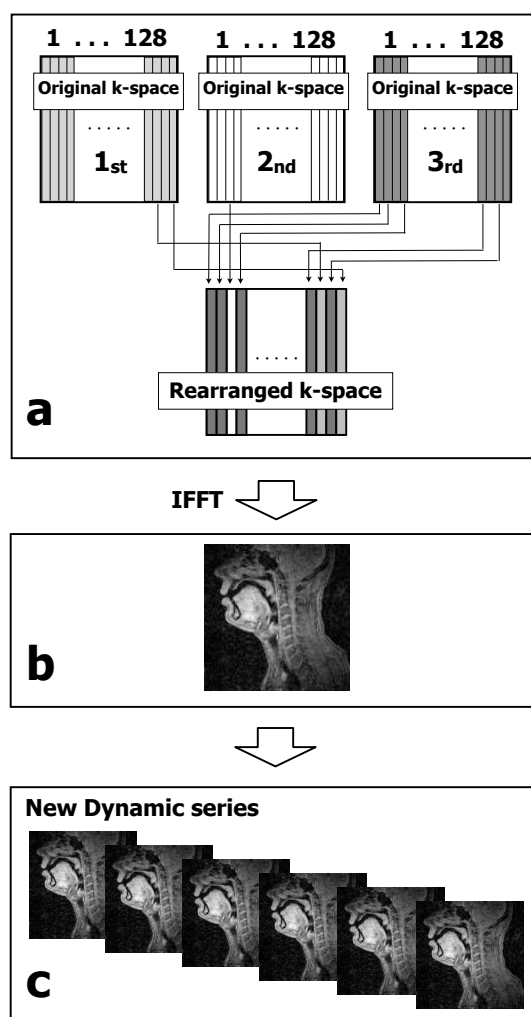 1 . . . 128 1 . . . 128 1 . . . 128
Original k-space Original k-space Original k-space
. . . . . . . . . . . . . . .
1st 2nd 3rd
. . . . .
Rearranged k-space
a
IFFT
b
New Dynamic series
c